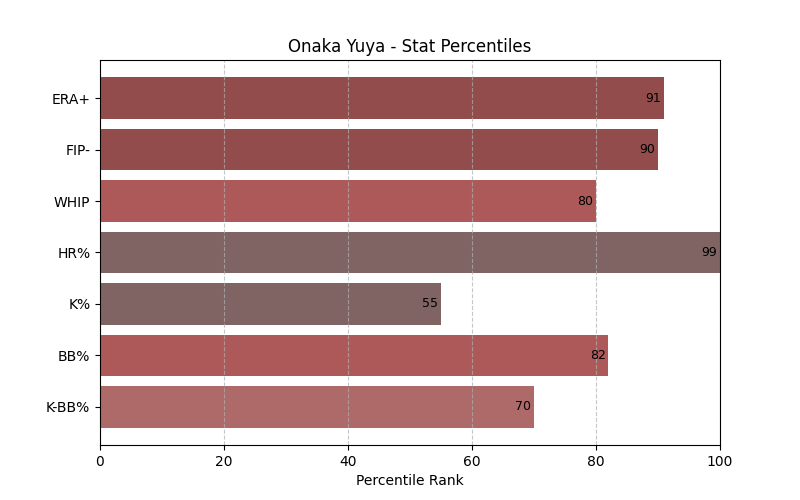 Onaka Yuya - Stat Percentiles
ERA+ 91
FIP- 90
WHIP 80
HR% 99
K% 55
BB% 82
K-BB% 70
0 20 40 60 80 100
Percentile Rank